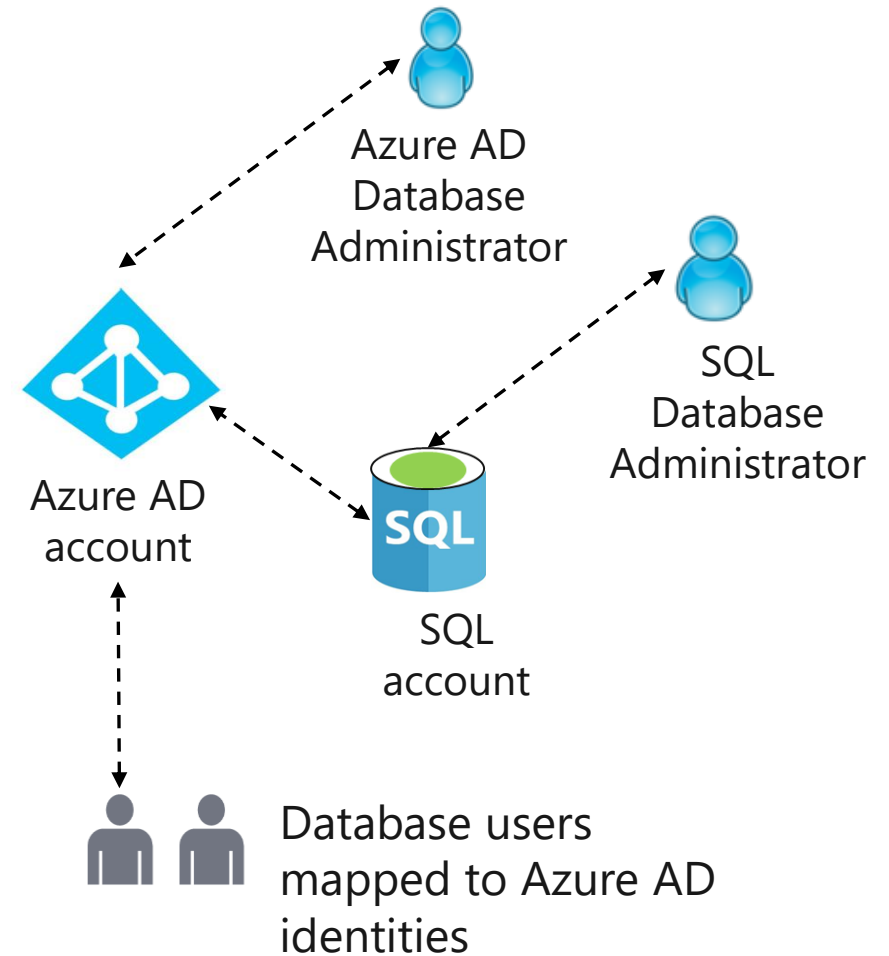 Azure AD
Database
Administrator
SQL
Database
Administrator
Azure AD
account
SQL
SQL
account
Database users
mapped to Azure AD
identities